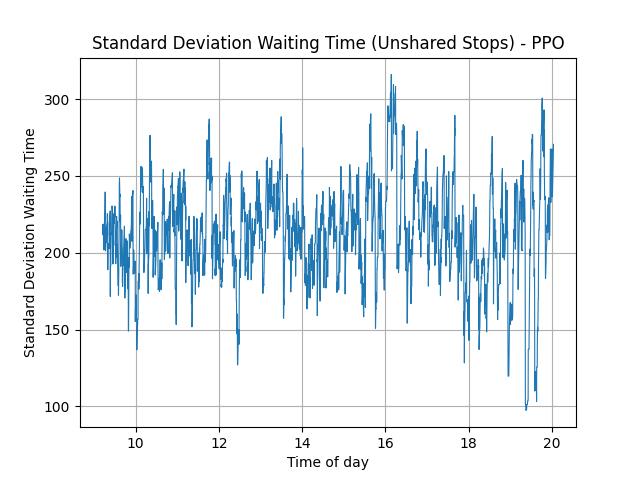 Standard Deviation Waiting Time (Unshared Stops) - PPO
Standard Deviation Waiting Time
300
250
200
150
100
10 12 14 16 18 20
Time of day